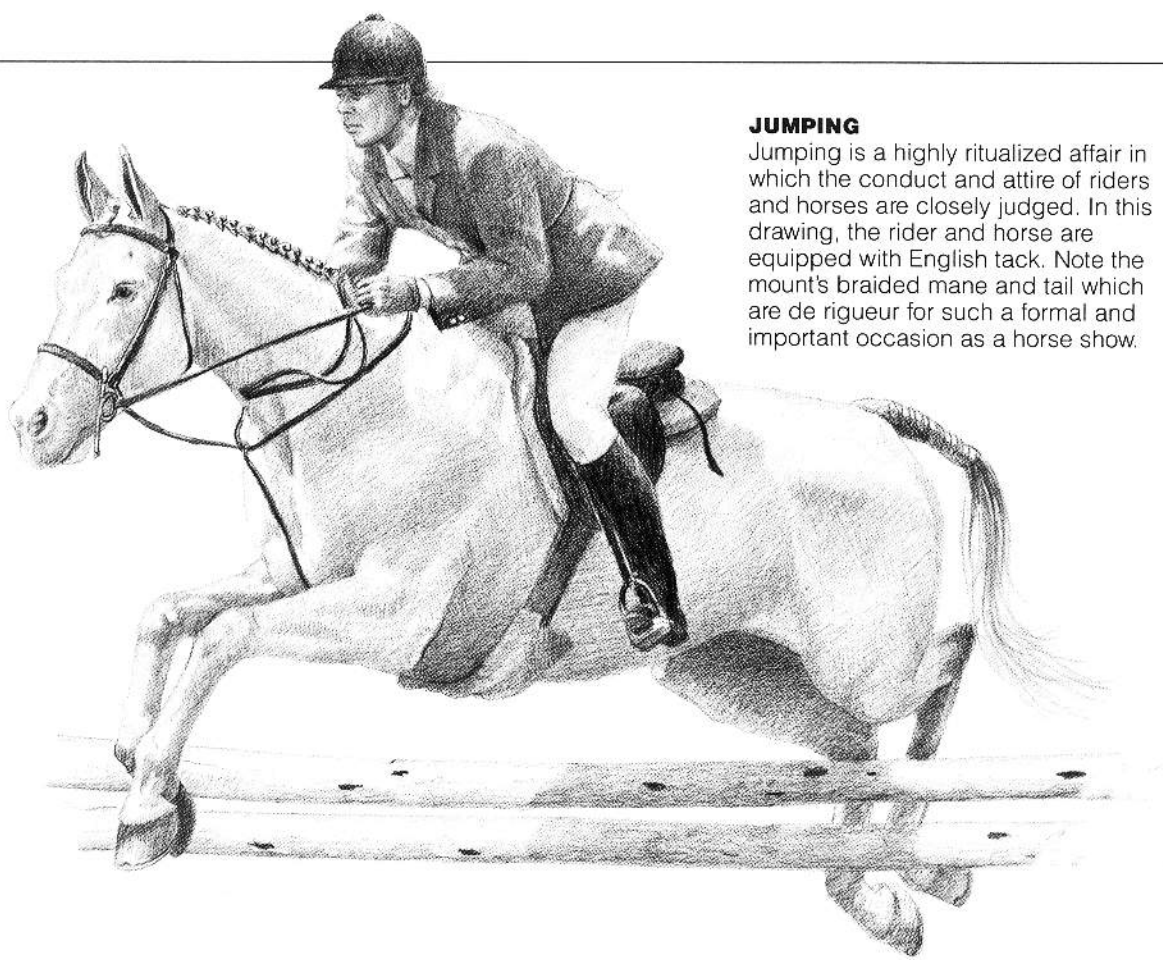 JUMPING
Jumping is a highly ritualized affair in
which the conduct and attire of riders
and horses are closely judged. In this
drawing, the rider and horse are
equipped with English tack. Note the
mount's braided mane and tail which
are de rigueur for such a formal and
important occasion as a horse show.